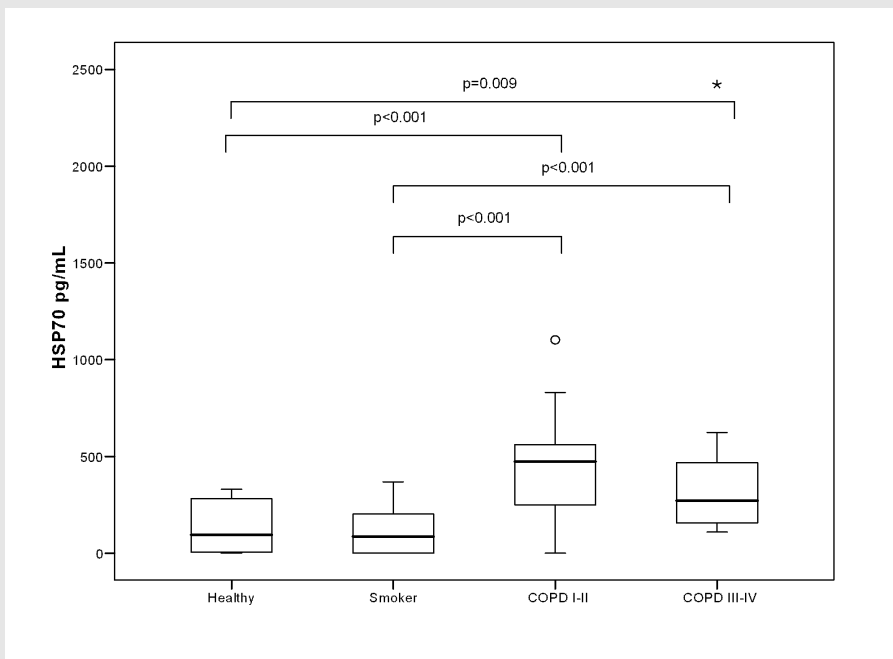 2500
p=0.009
p<0.001
2000
p<0.001
p<0.001
1500
HSP70 pg/mL
1000
500
0
Healthy Smoker COPD I-II COPD III-IV